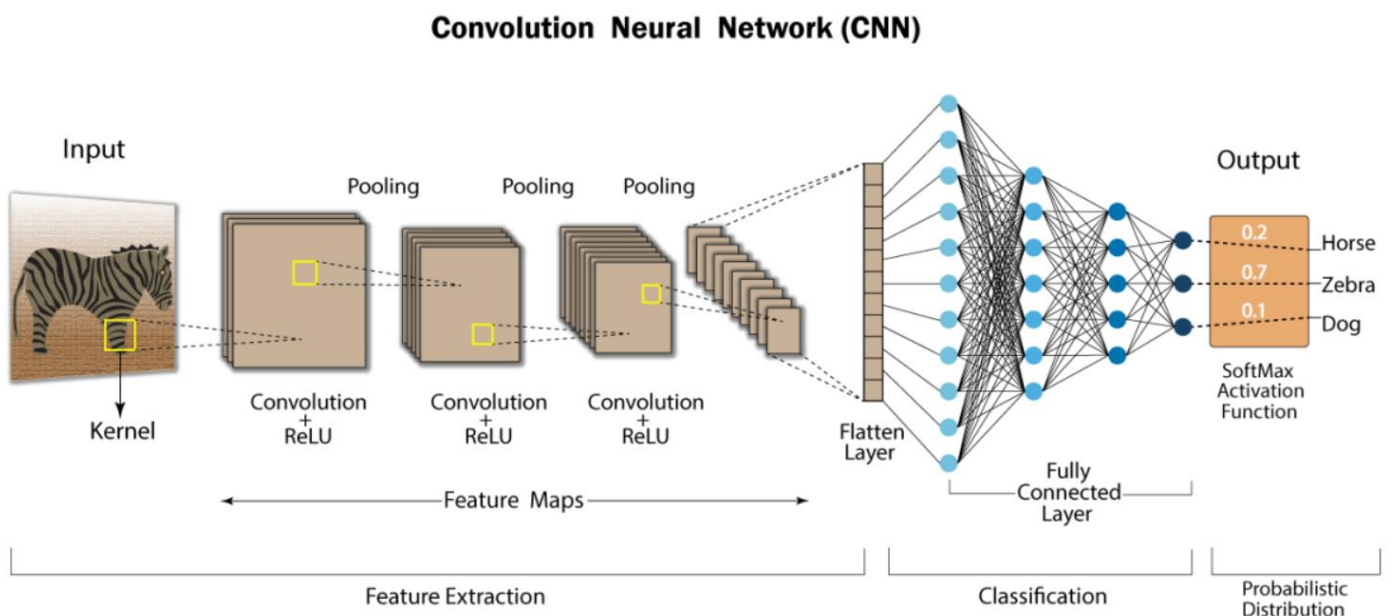 Convolution Neural Network (CNN)
Input
Pooling
Pooling
Pooling
Output
0.2
Horse
0.7
Zebra
0.1
Dog
Kernel
Convolution
+
ReLU
Convolution
+
ReLU
Convolution
+
ReLU
Flatten
Layer
SoftMax
Activation
Function
Feature Maps
Fully
Connected
Layer
Feature Extraction
Classification
Probabilistic
Distribution